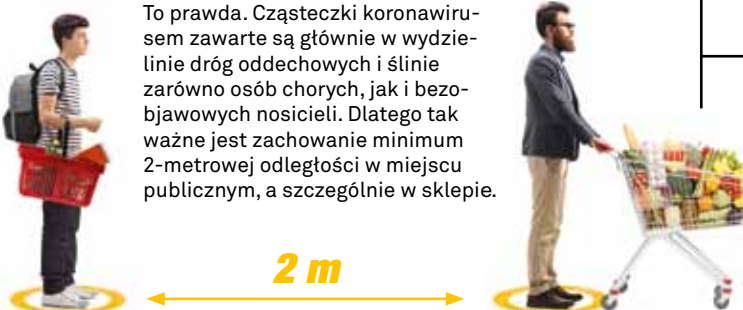 To prawda. Cząsteczki koronawiru-
sem zawarte są głównie w wydzie-
linie dróg oddechowych i ślinie
zarówno osób chorych, jak i bezo-
bjawowych nosicieli. Dlatego tak
ważne jest zachowanie minimum
2-metrowej odległości w miejscu
publicznym, a szczególnie w sklepie.
2 m